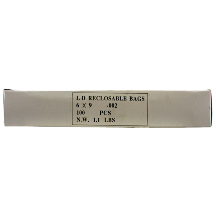 L.D RECLOSABLE BAGS
6 X 9 .002
100 PCS
N.W. 1.1 LBS